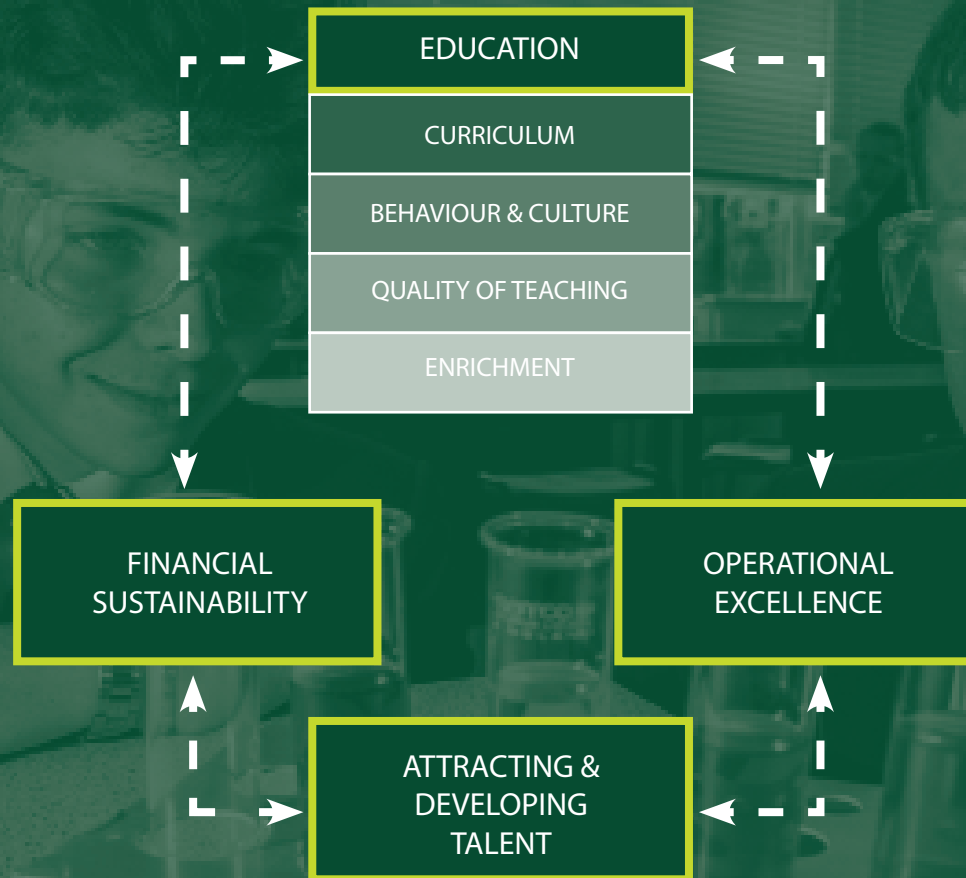 EDUCATION
CURRICULUM
BEHAVIOUR & CULTURE
QUALITY OF TEACHING
ENRICHMENT
FINANCIAL
SUSTAINABILITY
OPERATIONAL
EXCELLENCE
ATTRACTING &
DEVELOPING
TALENT